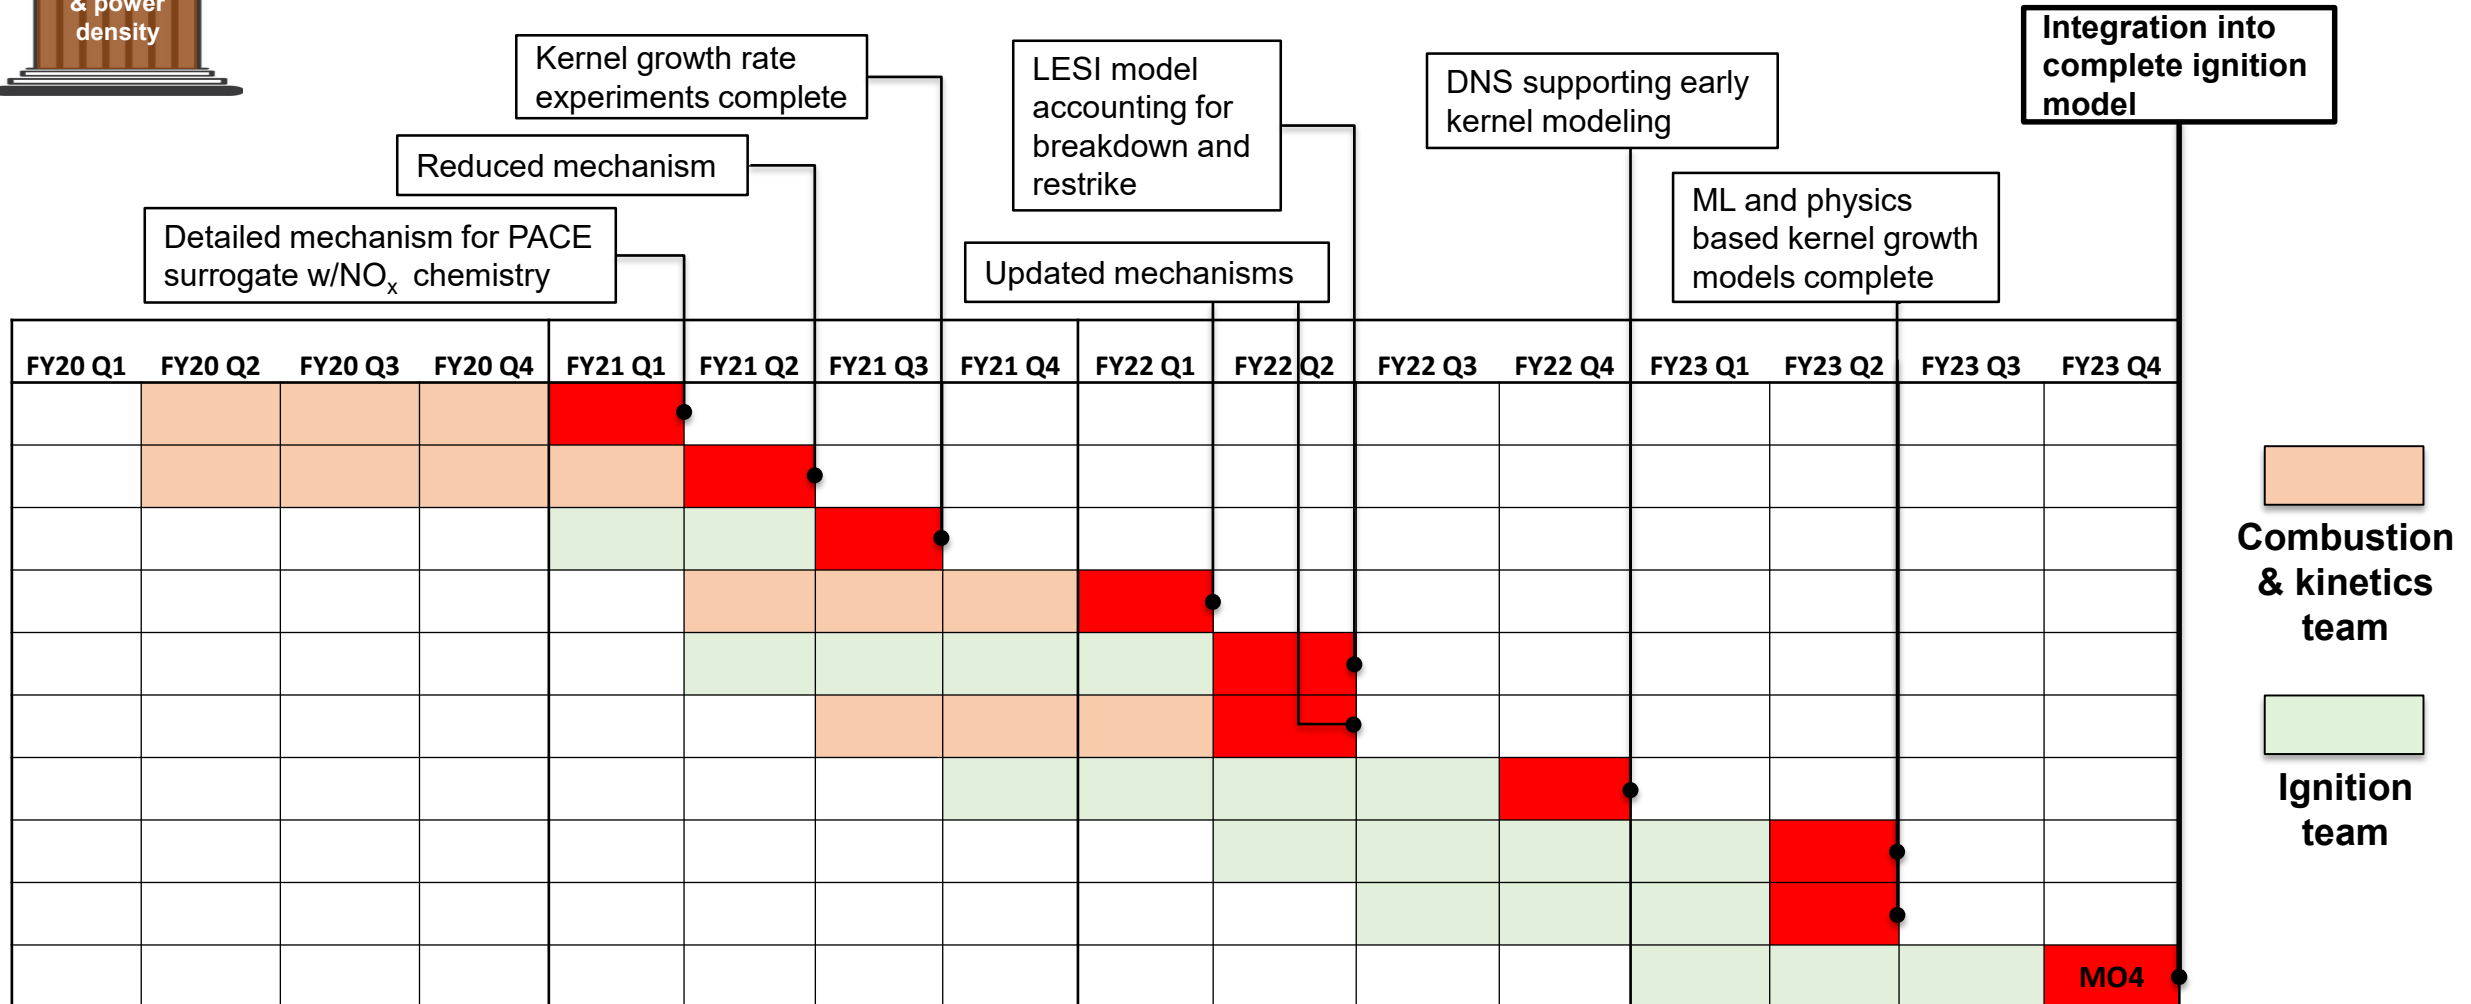 & power
density
Kernel growth rate
experiments complete
Reduced mechanism
Detailed mechanism for PACE
surrogate w/NOx chemistry
LESI model
accounting for
breakdown and
restrike
Updated mechanisms
DNS supporting early
kernel modeling
ML and physics
based kernel growth
models complete
Integration into
complete ignition
model
FY20 Q1 FY20 Q2 FY20 Q3 FY20 Q4 FY21 Q1 FY21 Q2 FY21 Q3 FY21 Q4 FY22 Q1 FY22 Q2 FY22 Q3 FY22 Q4 FY23 Q1 FY23 Q2 FY23 Q3 FY23 Q4
MO4
Combustion
& kinetics
team
Ignition
team